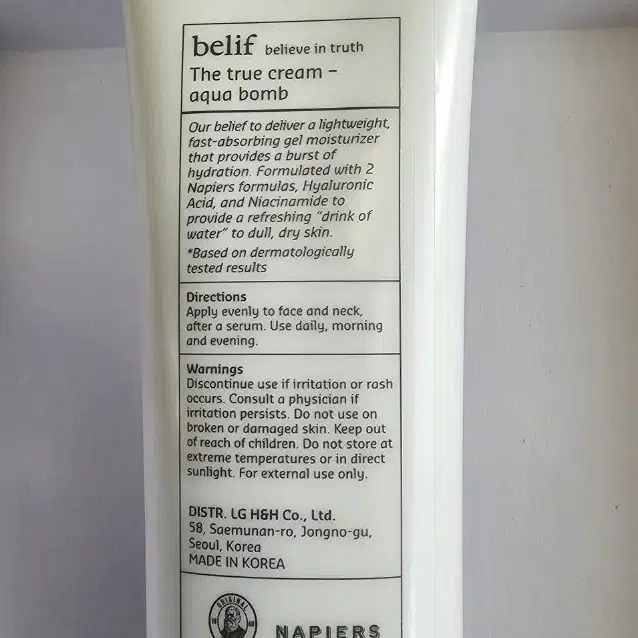 belif believe in truth
The true cream –
aqua bomb
Our belief to deliver a lightweight,
fast-absorbing gel moisturizer
that provides a burst of
hydration. Formulated with 2
Napiers formulas, Hyaluronic
Acid, and Niacinamide to
provide a refreshing “drink of
water” to dull, dry skin.
*Based on dermatologically
tested results
Directions
Apply evenly to face and neck,
after a serum. Use daily, morning
and evening.
Warnings
Discontinue use if irritation or rash
occurs. Consult a physician if
irritation persists. Do not use on
broken or damaged skin. Keep out
of reach of children. Do not store at
extreme temperatures or in direct
sunlight. For external use only.
DISTR. LG H&H Co., Ltd.
58, Saemunan-ro, Jongno-gu,
Seoul, Korea
MADE IN KOREA
ORIGINAL
NAPIERS